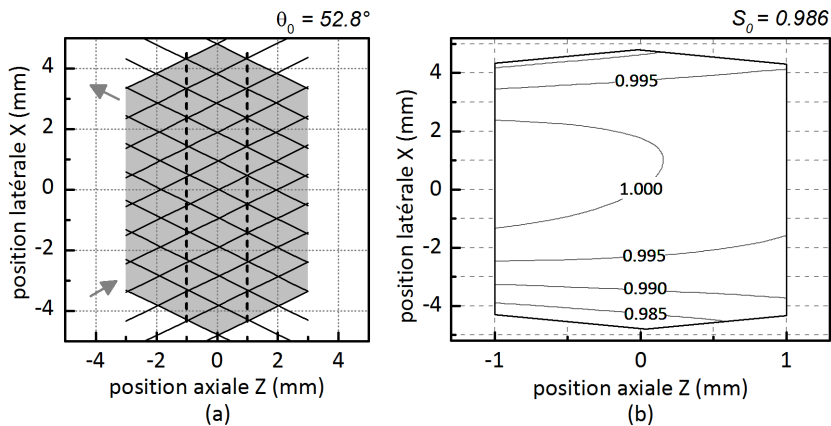 θ₀ = 52.8°
position latérale X (mm)
4
2
0
-2
-4
-4
-2
0
2
4
position axiale Z (mm)
(a)
S₀ = 0.986
position latérale X (mm)
4
2
0
-2
-4
0.995
1.000
0.995
0.990
0.985
-1
0
1
position axiale Z (mm)
(b)